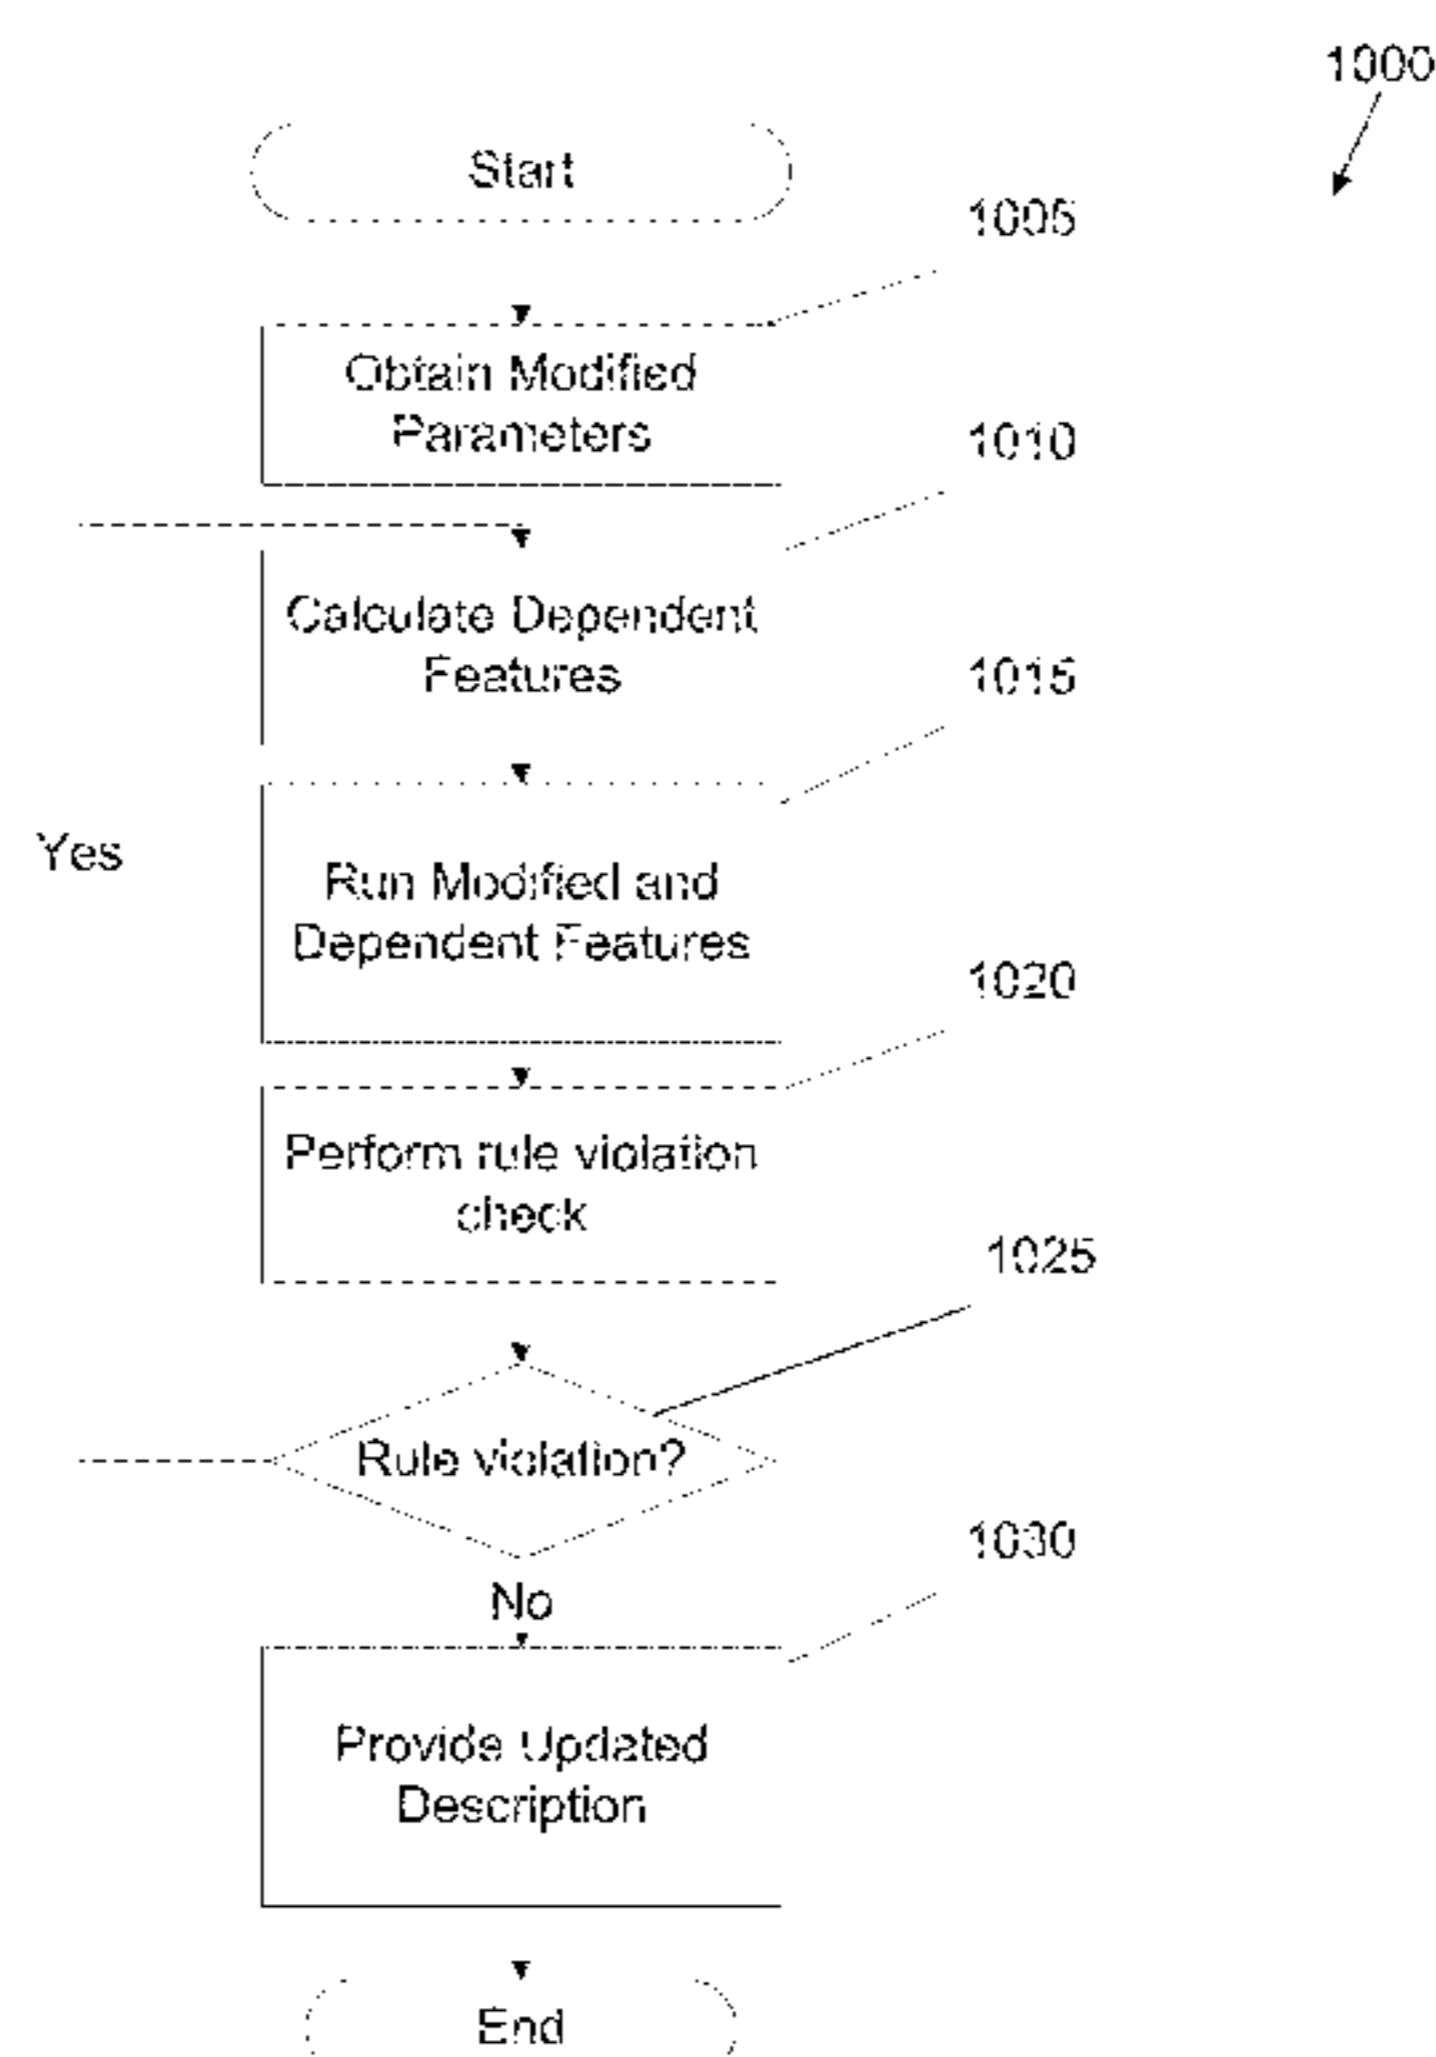 1000
Start
1005
Obtain Modified
Parameters
1010
Calculate Dependent
Features
1015
Yes
Run Modified and
Dependent Features
1020
Perform rule violation
check
1025
Rule violation?
1030
No
Provide Updated
Description
End